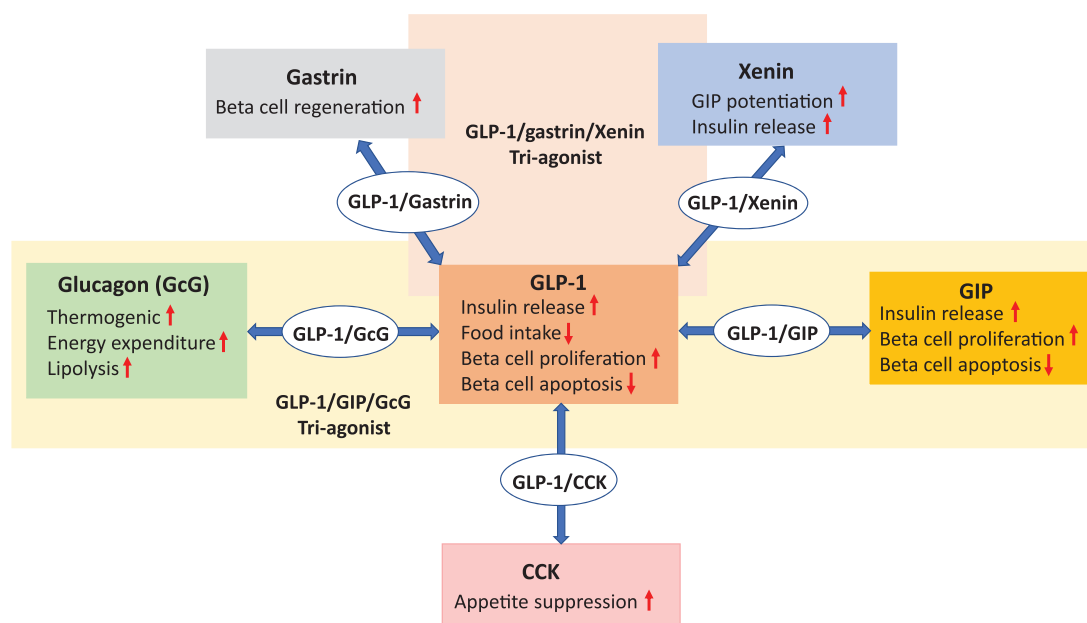 Gastrin
Beta cell regeneration ↑
Xenin
GIP potentiation ↑
Insulin release ↑
GLP-1/gastrin/Xenin
Tri-agonist
GLP-1/Gastrin
GLP-1/Xenin
Glucagon (GcG)
Thermogenic ↑
Energy expenditure ↑
Lipolysis ↑
GLP-1/GcG
GLP-1
Insulin release ↑
Food intake ↓
Beta cell proliferation ↑
Beta cell apoptosis ↓
GLP-1/GIP
GIP
Insulin release ↑
Beta cell proliferation ↑
Beta cell apoptosis ↓
GLP-1/GIP/GcG
Tri-agonist
GLP-1/CCK
CCK
Appetite suppression ↑